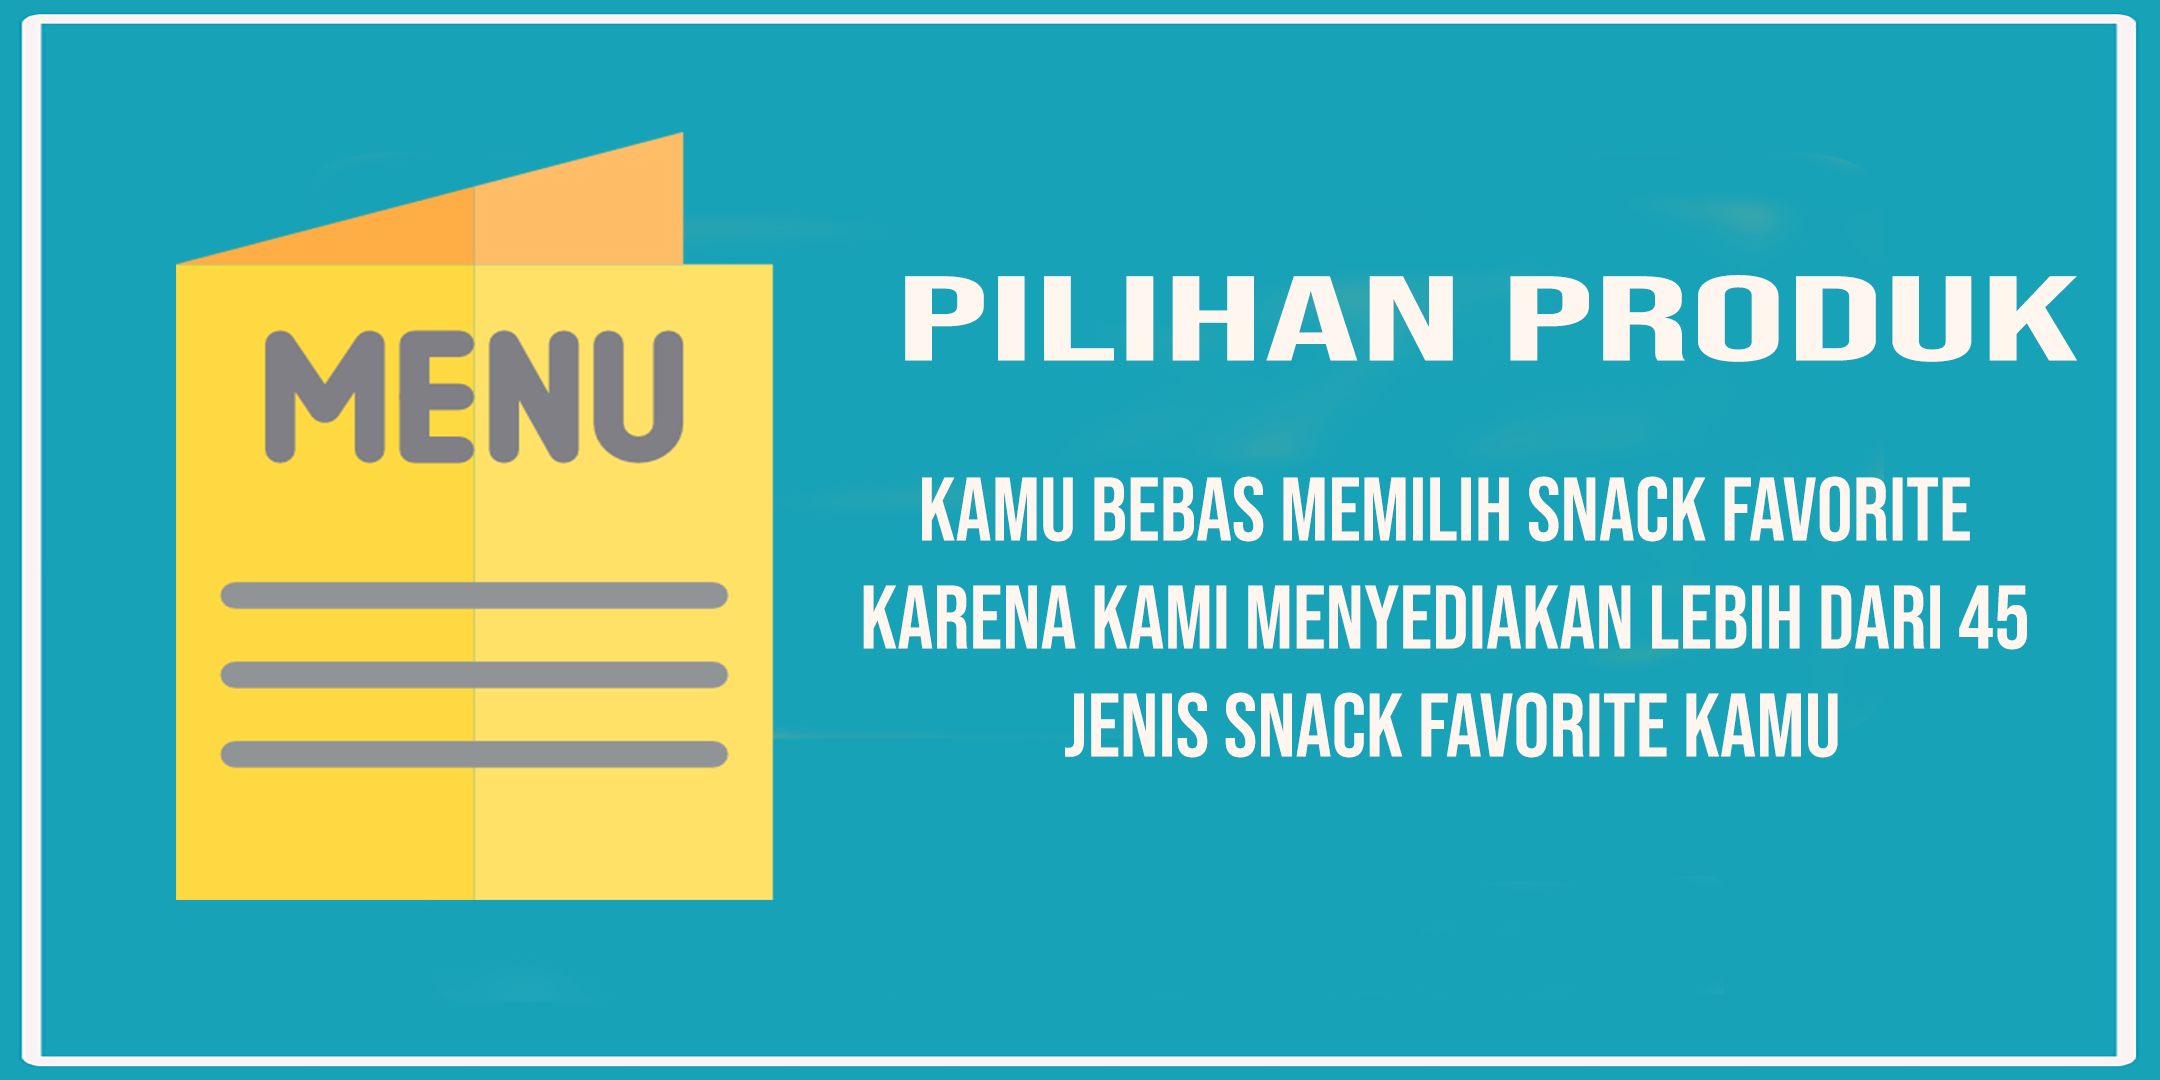 MENU
PILIHAN PRODUK
KAMU BEBAS MEMILIH SNACK FAVORITE
KARENA KAMI MENYEDIAKAN LEBIH DARI 45
JENIS SNACK FAVORITE KAMU